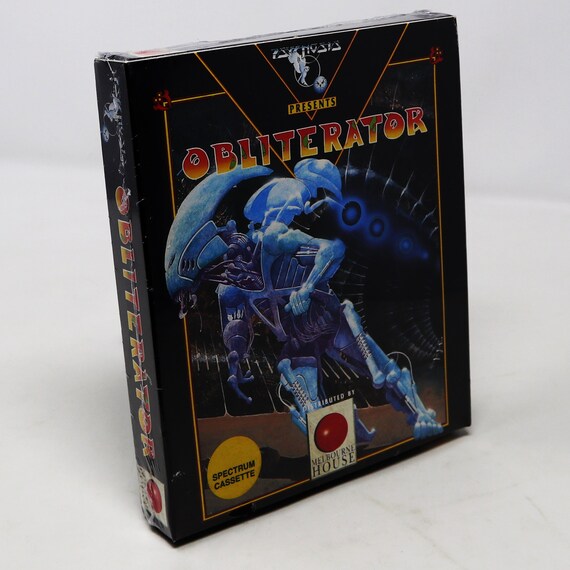 PSYGNOSIS
PRESENTS
OBLITERATOR
DISTRIBUTED BY
MELBOURNE
HOUSE
SPECTRUM
CASSETTE
OBLITERATOR